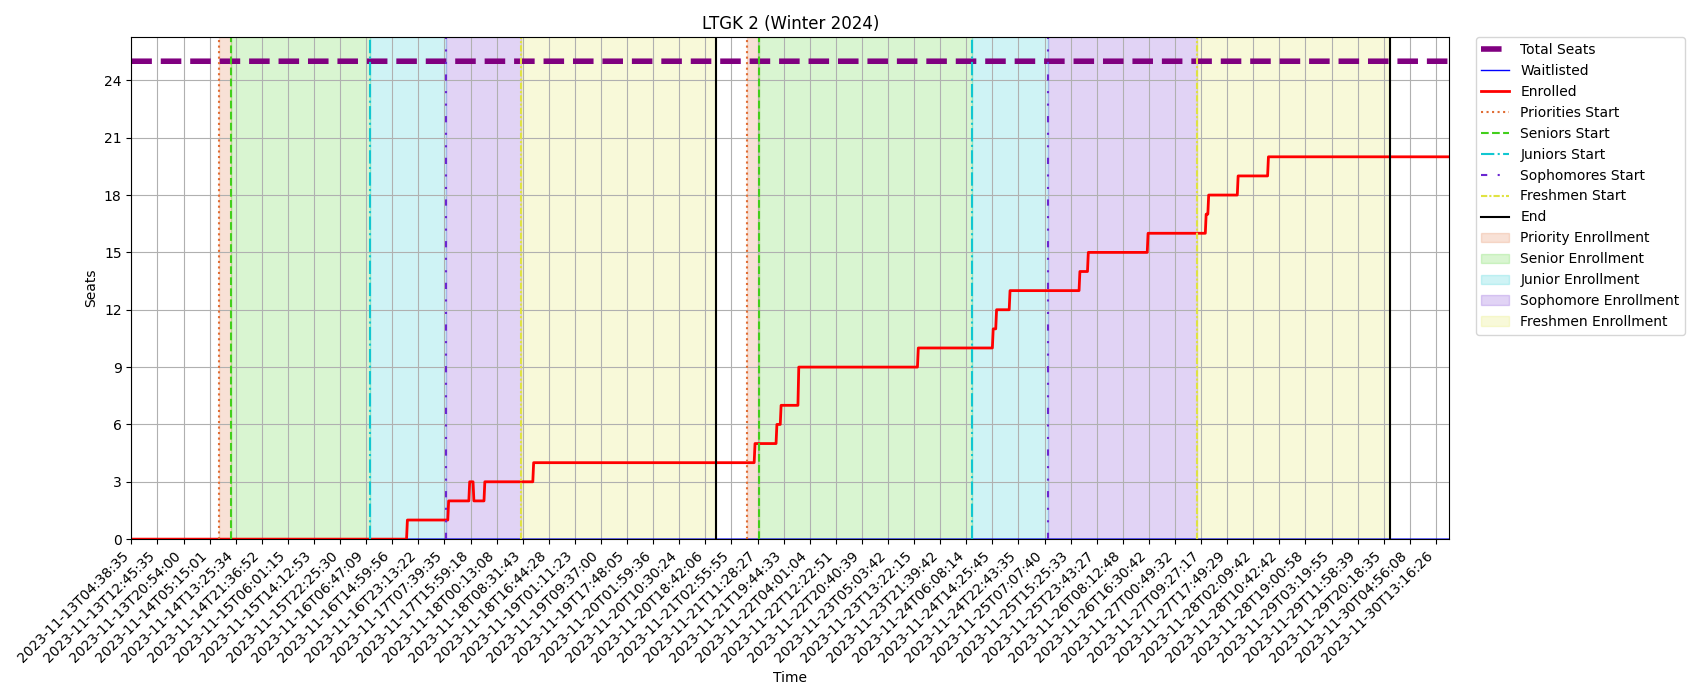 LTGK 2 (Winter 2024)
Total Seats
Waitlisted
Enrolled
Priorities Start
Seniors Start
Juniors Start
Sophomores Start
Freshmen Start
End
Priority Enrollment
Senior Enrollment
Junior Enrollment
Sophomore Enrollment
Freshmen Enrollment
Seats
24
21
18
15
12
9
6
3
0
2023-11-13T04:38:35
2023-11-13T12:45:35
2023-11-13T20:54:00
2023-11-14T05:15:01
2023-11-14T13:25:34
2023-11-14T21:36:52
2023-11-15T06:01:15
2023-11-15T14:12:53
2023-11-15T22:25:30
2023-11-16T06:47:09
2023-11-16T14:59:56
2023-11-16T23:13:22
2023-11-17T07:39:35
2023-11-17T15:59:18
2023-11-18T00:13:08
2023-11-18T08:31:43
2023-11-18T16:44:28
2023-11-19T01:11:23
2023-11-19T09:37:00
2023-11-19T17:48:05
2023-11-20T01:59:36
2023-11-20T10:30:24
2023-11-20T18:42:06
2023-11-21T02:55:55
2023-11-21T11:28:27
2023-11-21T19:44:33
2023-11-22T04:01:04
2023-11-22T12:22:51
2023-11-22T20:40:39
2023-11-23T05:03:42
2023-11-23T13:22:15
2023-11-23T21:39:42
2023-11-24T06:08:14
2023-11-24T14:25:45
2023-11-24T22:43:35
2023-11-25T07:07:40
2023-11-25T15:25:33
2023-11-25T23:43:27
2023-11-26T08:12:48
2023-11-26T16:30:42
2023-11-27T00:49:32
2023-11-27T09:27:17
2023-11-27T17:49:29
2023-11-28T02:09:42
2023-11-28T10:42:42
2023-11-28T19:00:58
2023-11-29T03:19:55
2023-11-29T11:58:39
2023-11-29T20:18:35
2023-11-30T04:56:08
2023-11-30T13:16:26
Time